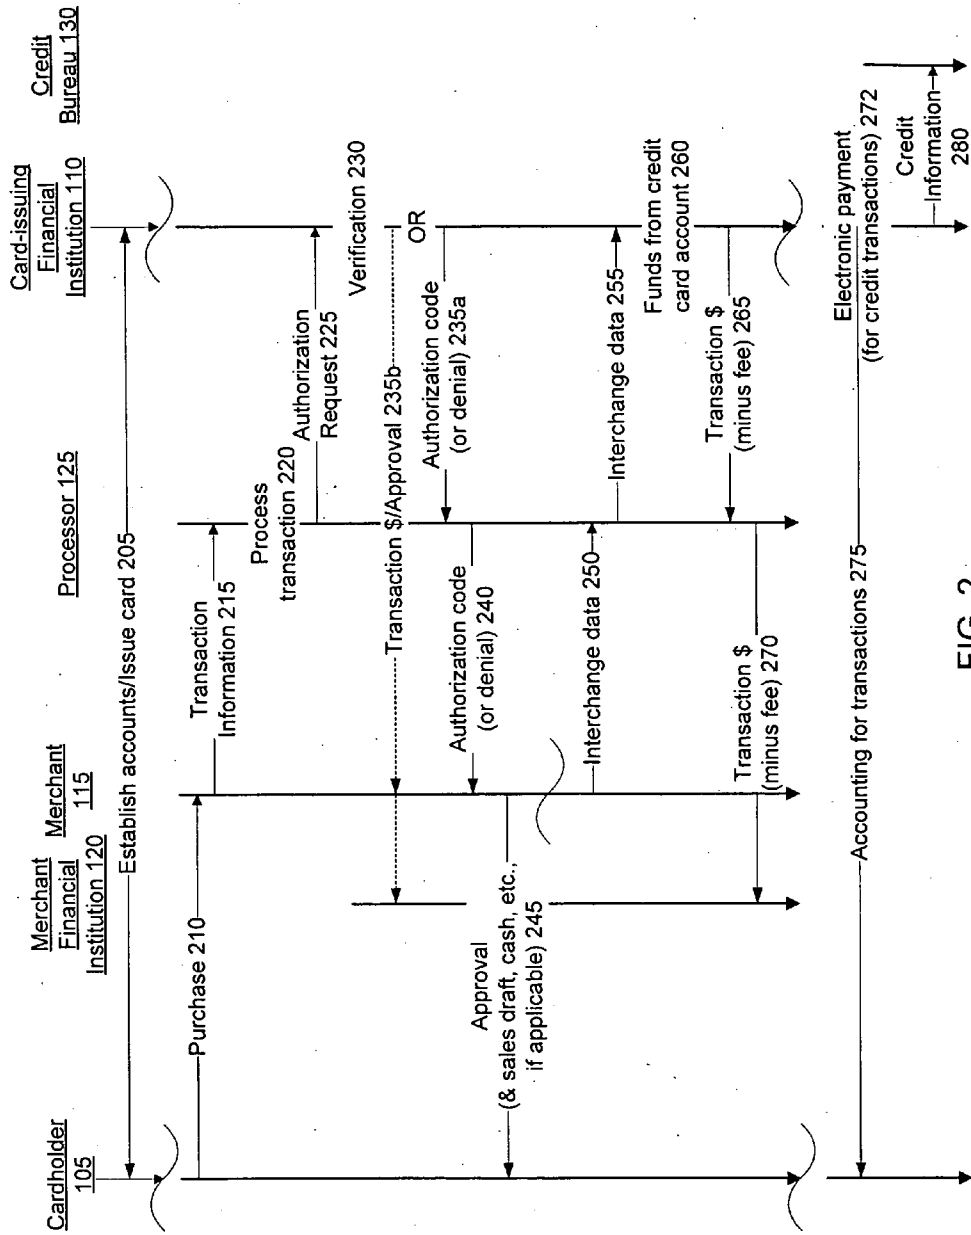 Cardholder
105
Merchant
Financial
Institution 120
Merchant
115
Processor 125
Card-issuing
Financial
Institution 110
Credit
Bureau 130
Establish accounts/Issue card 205
Purchase 210
Transaction
Information 215
Process
transaction 220
Authorization
Request 225
Verification 230
Transaction $/Approval 235b
OR
Authorization code
(or denial) 235a
Authorization code
(or denial) 240
Approval
(& sales draft, cash, etc.,
if applicable) 245
Interchange data 250
Interchange data 255
Funds from credit
card account 260
Transaction $
(minus fee) 265
Transaction $
(minus fee) 270
Electronic payment
(for credit transactions) 272
Accounting for transactions 275
Credit
Information
280
FIG. 2